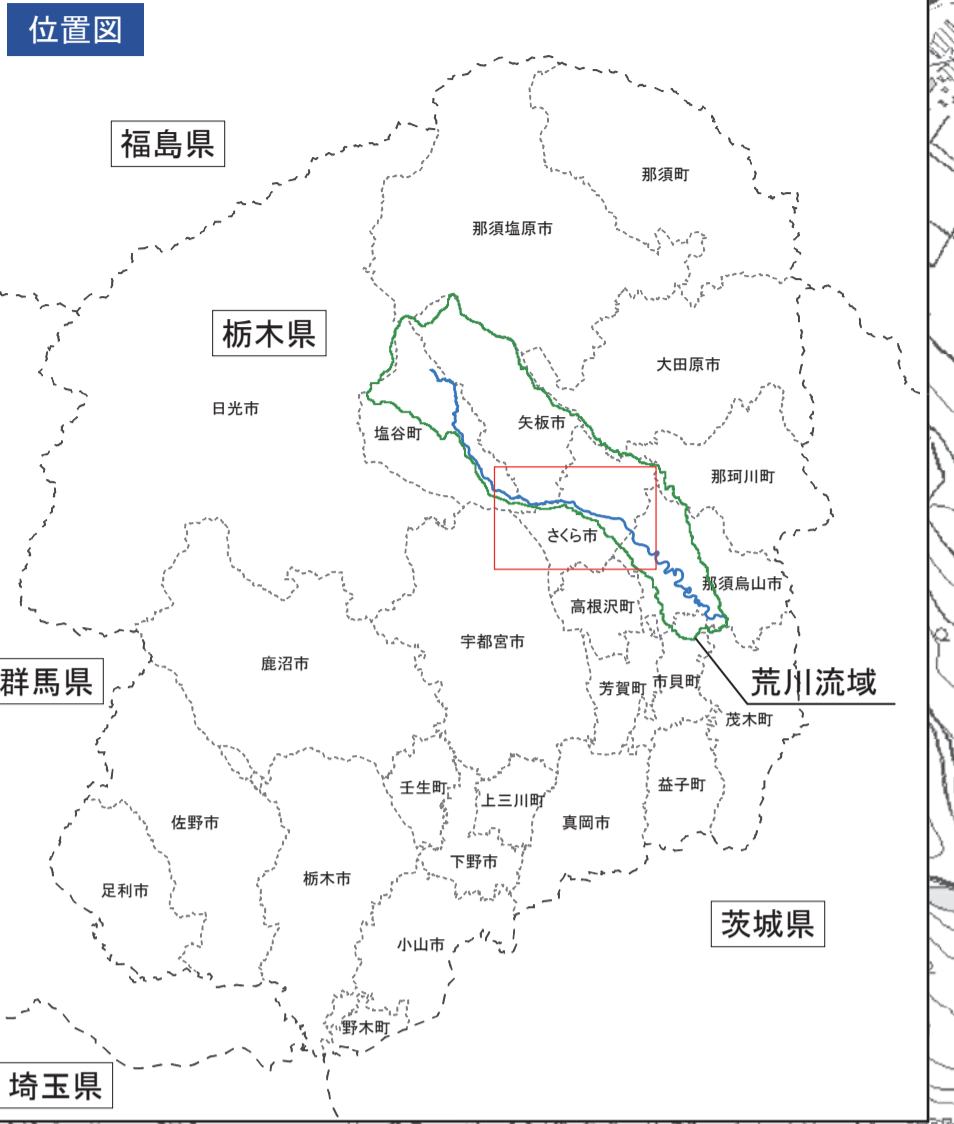 位置図
福島県
那須町
那須塩原市
栃木県
大田原市
日光市
矢板市
塩谷町
那珂川町
さくら市
那須烏山市
高根沢町
宇都宮市
鹿沼市
群馬県
芳賀町
市貝町
荒川流域
茂木町
壬生町
上三川町
益子町
佐野市
真岡市
下野市
足利市
栃木市
茨城県
小山市
野木町
埼玉県